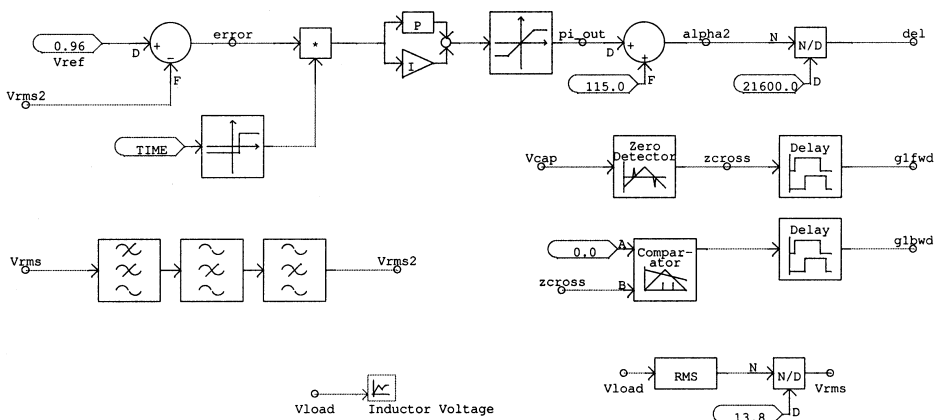 0.96
Vref
D
+
-
F
error
*
P
I
pi_out
D
+
+
F
115.0
alpha2
N
N/D
D
21600.0
del
Vrms2
TIME
Vcap
Zero
Detector
zcross
Delay
g1fwd
0.0
A
Compar-
ator
B
zcross
Delay
g1bwd
Vrms
Vrms2
Vload
Inductor Voltage
Vload
RMS
N
N/D
D
Vrms
13.8